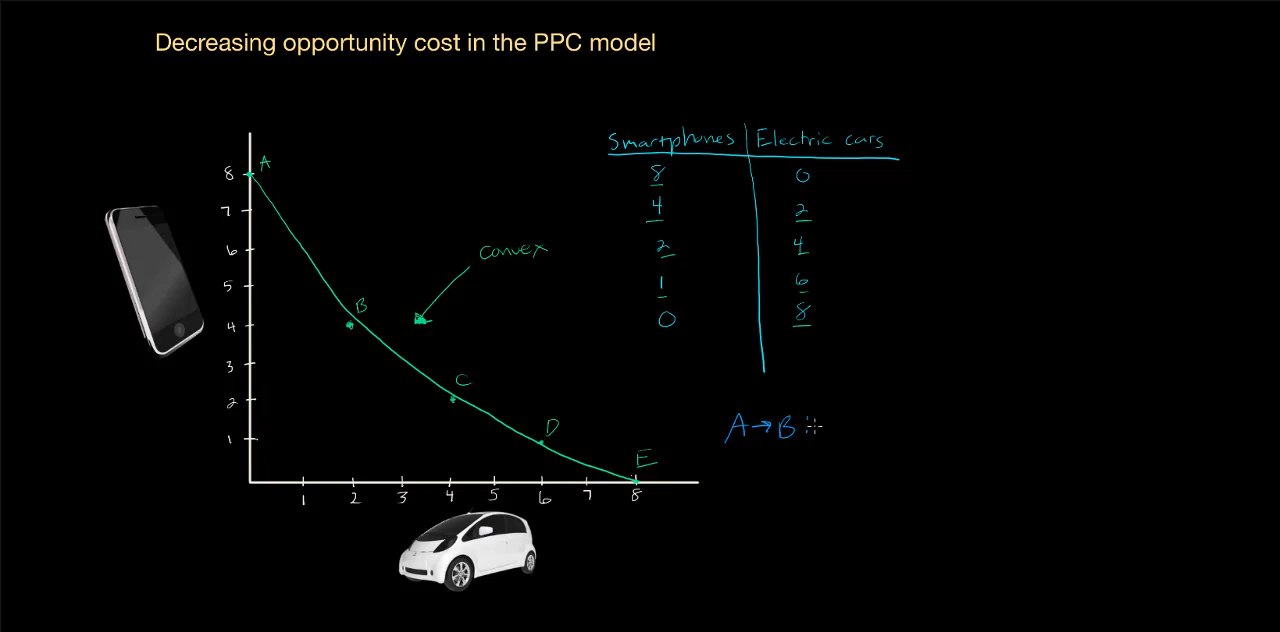 Decreasing opportunity cost in the PPC model
Smartphones Electric cars
8 0
4 2
2 4
1 6
0 8
A
8
7
6
5
4
3
2
1
convex
B
C
D
E
1 2 3 4 5 6 7 8
A → B